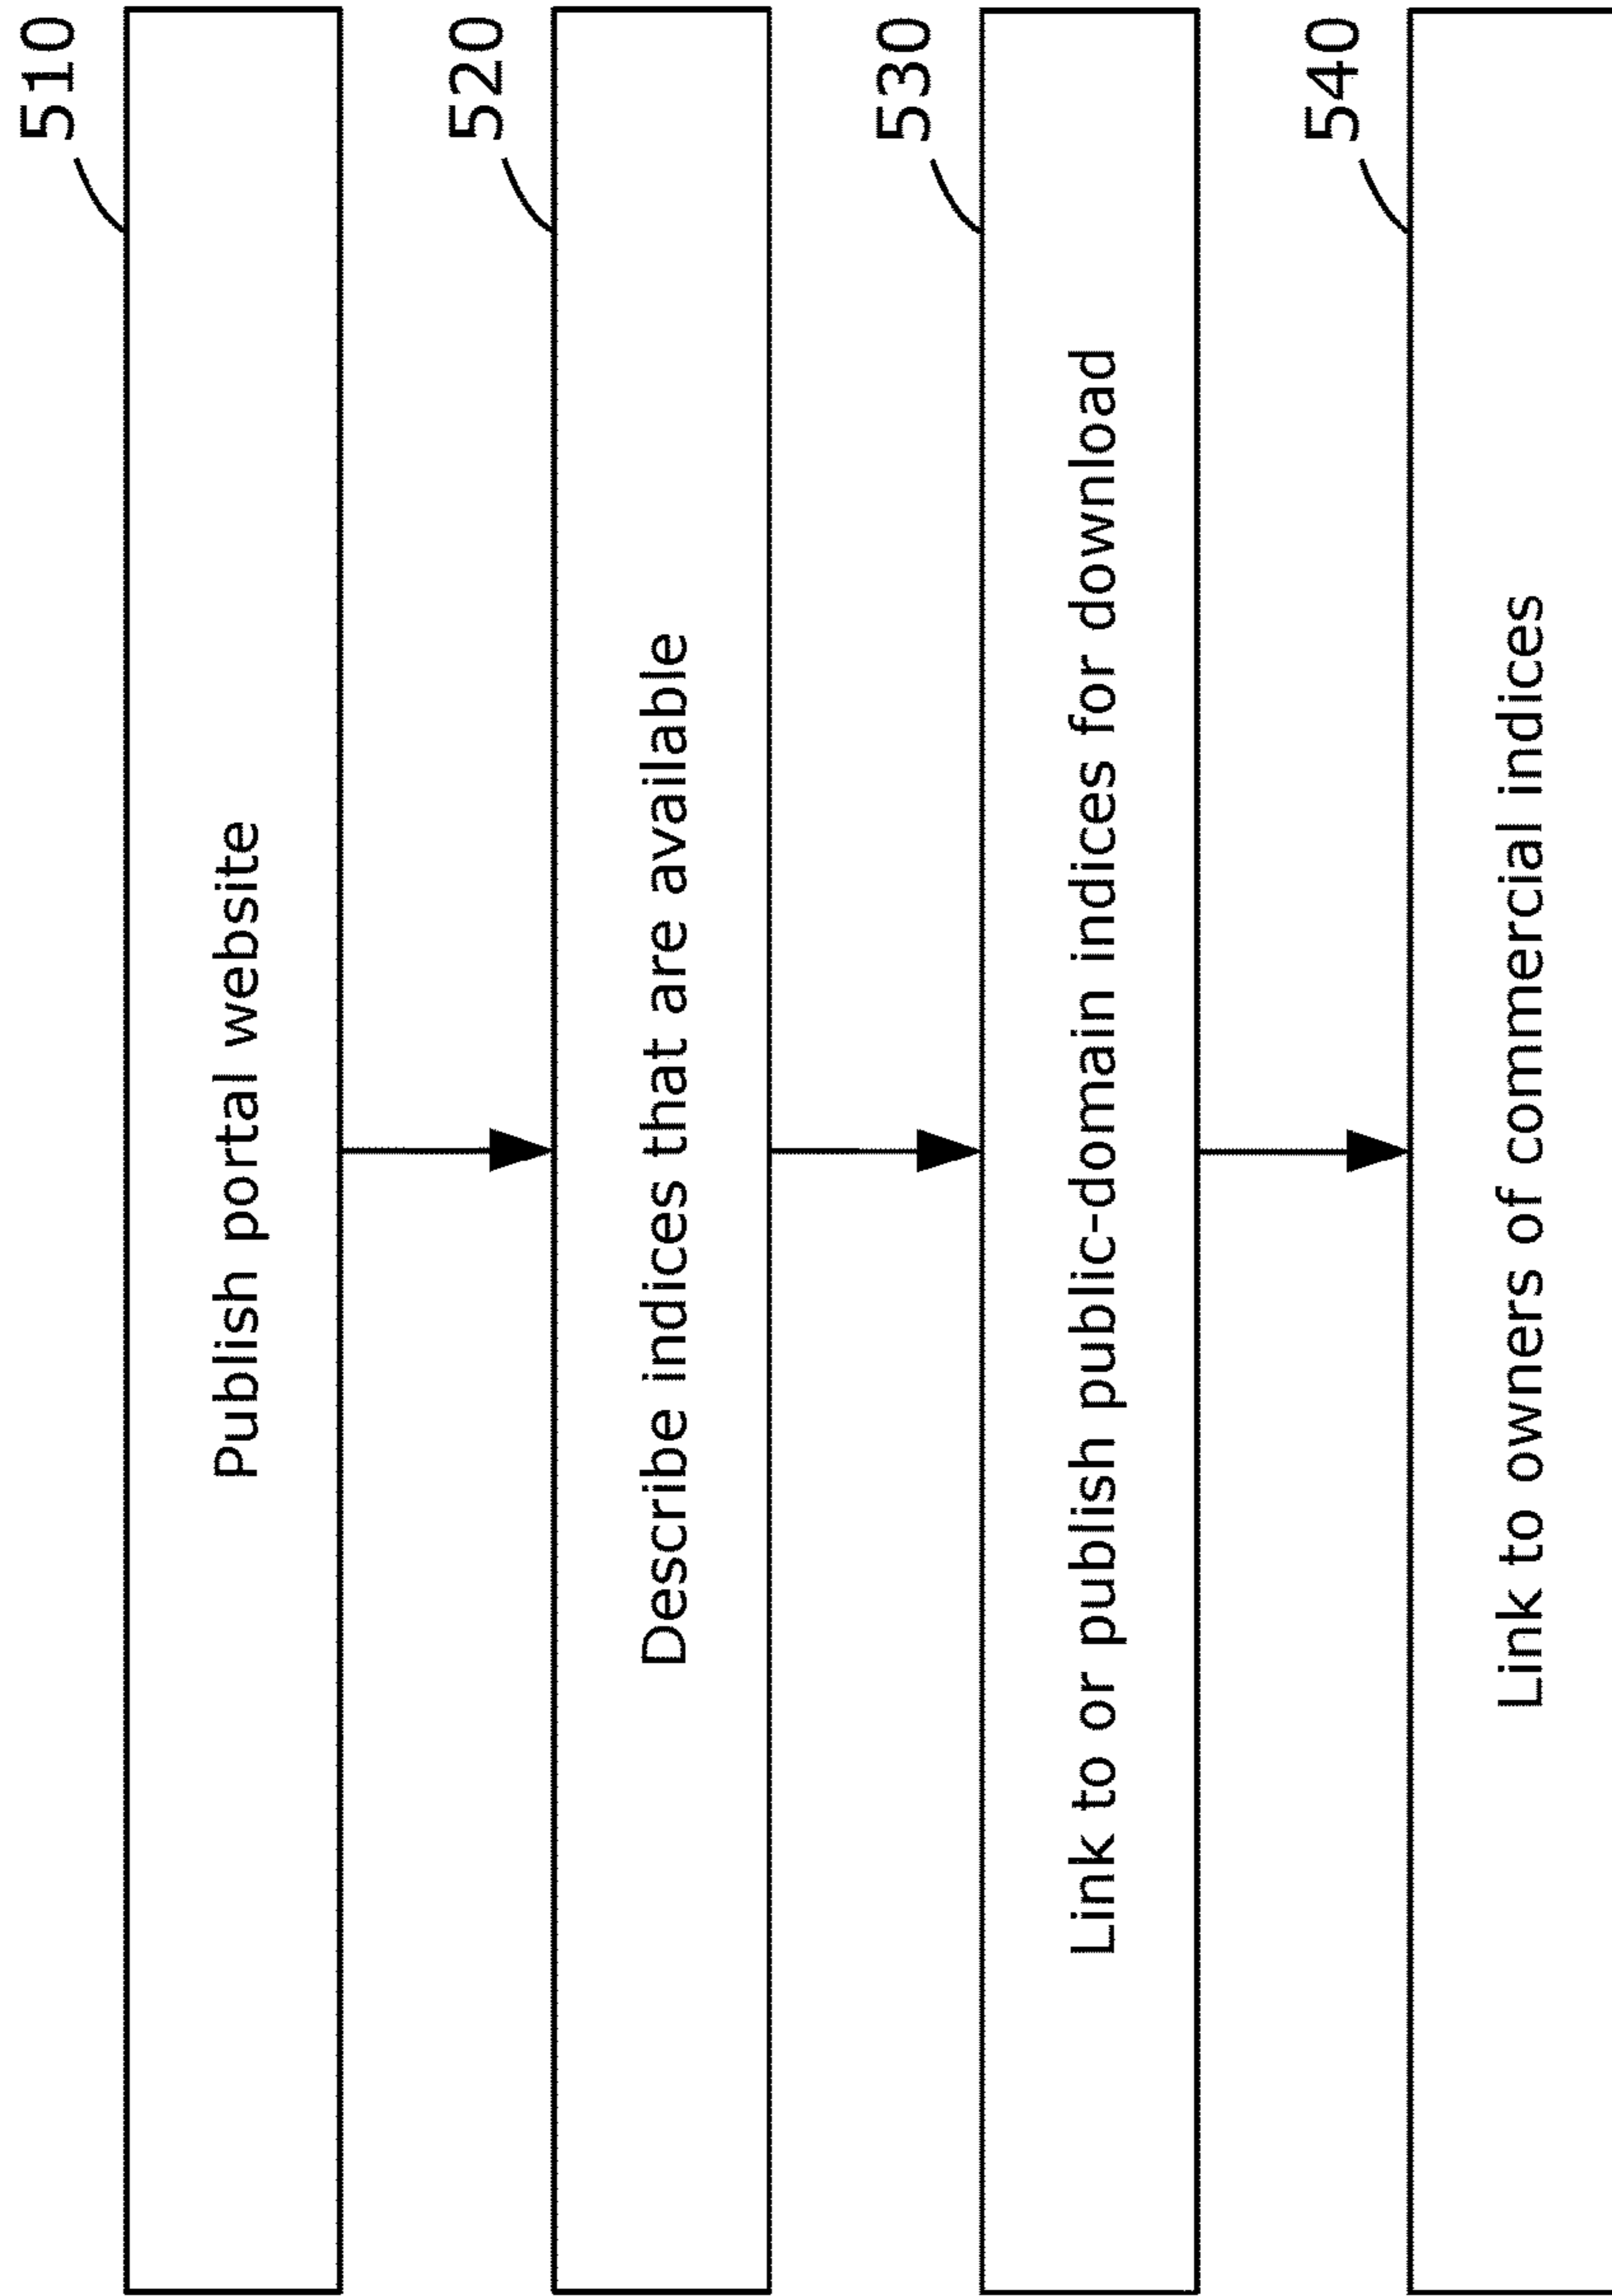 510
Publish portal website
520
Describe indices that are available
530
Link to or publish public-domain indices for download
540
Link to owners of commercial indices